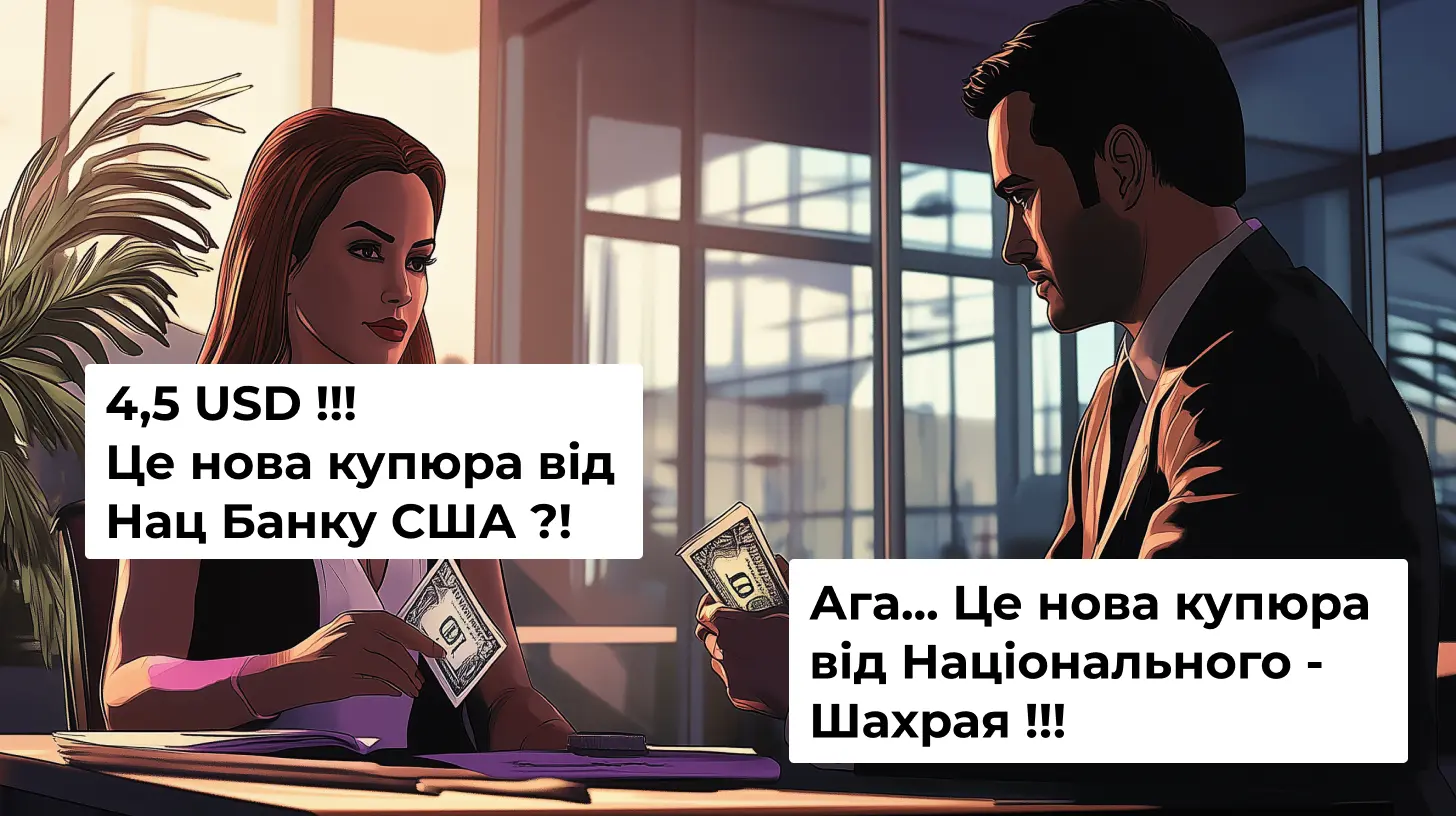 4,5 USD !!!
Це нова купюра від
Нац Банку США ?!
Ага... Це нова купюра
від Національного -
Шахрая !!!